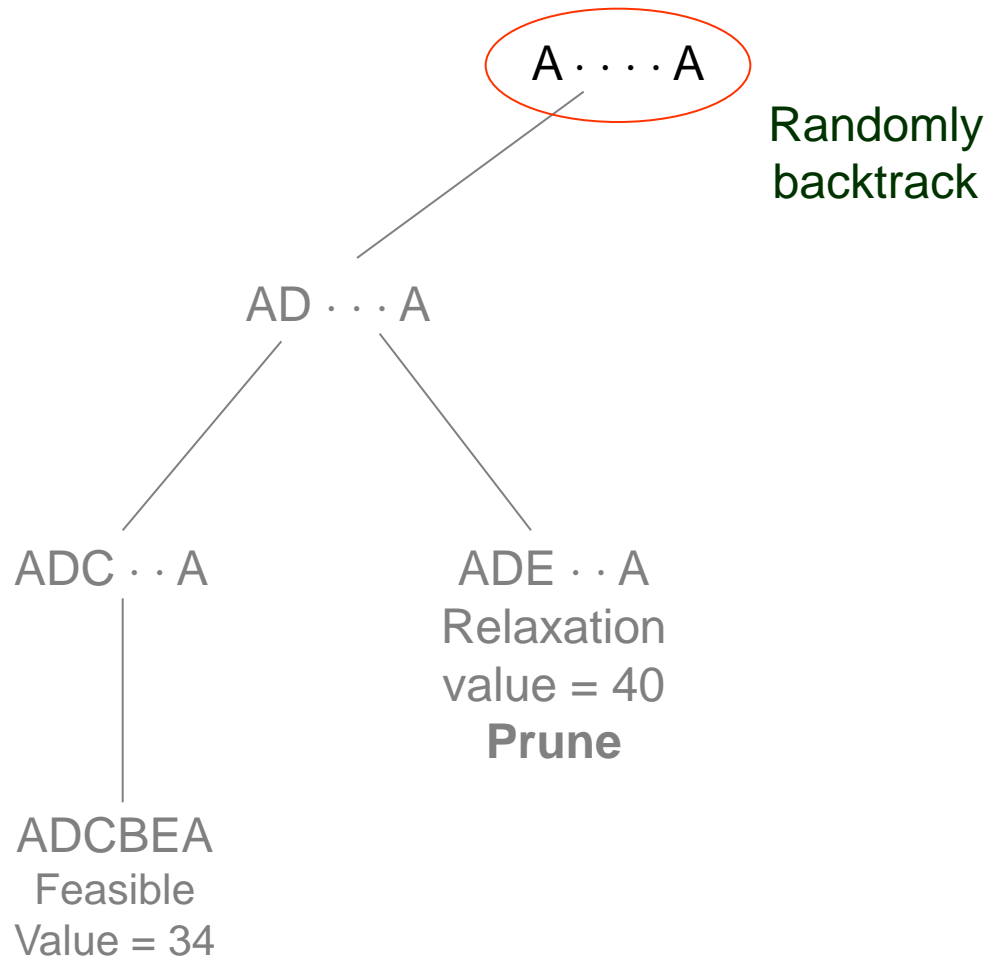 A · · · · A
Randomly
backtrack
AD · · · A
ADC · · A
ADE · · A
Relaxation
value = 40
Prune
ADCBEA
Feasible
Value = 34